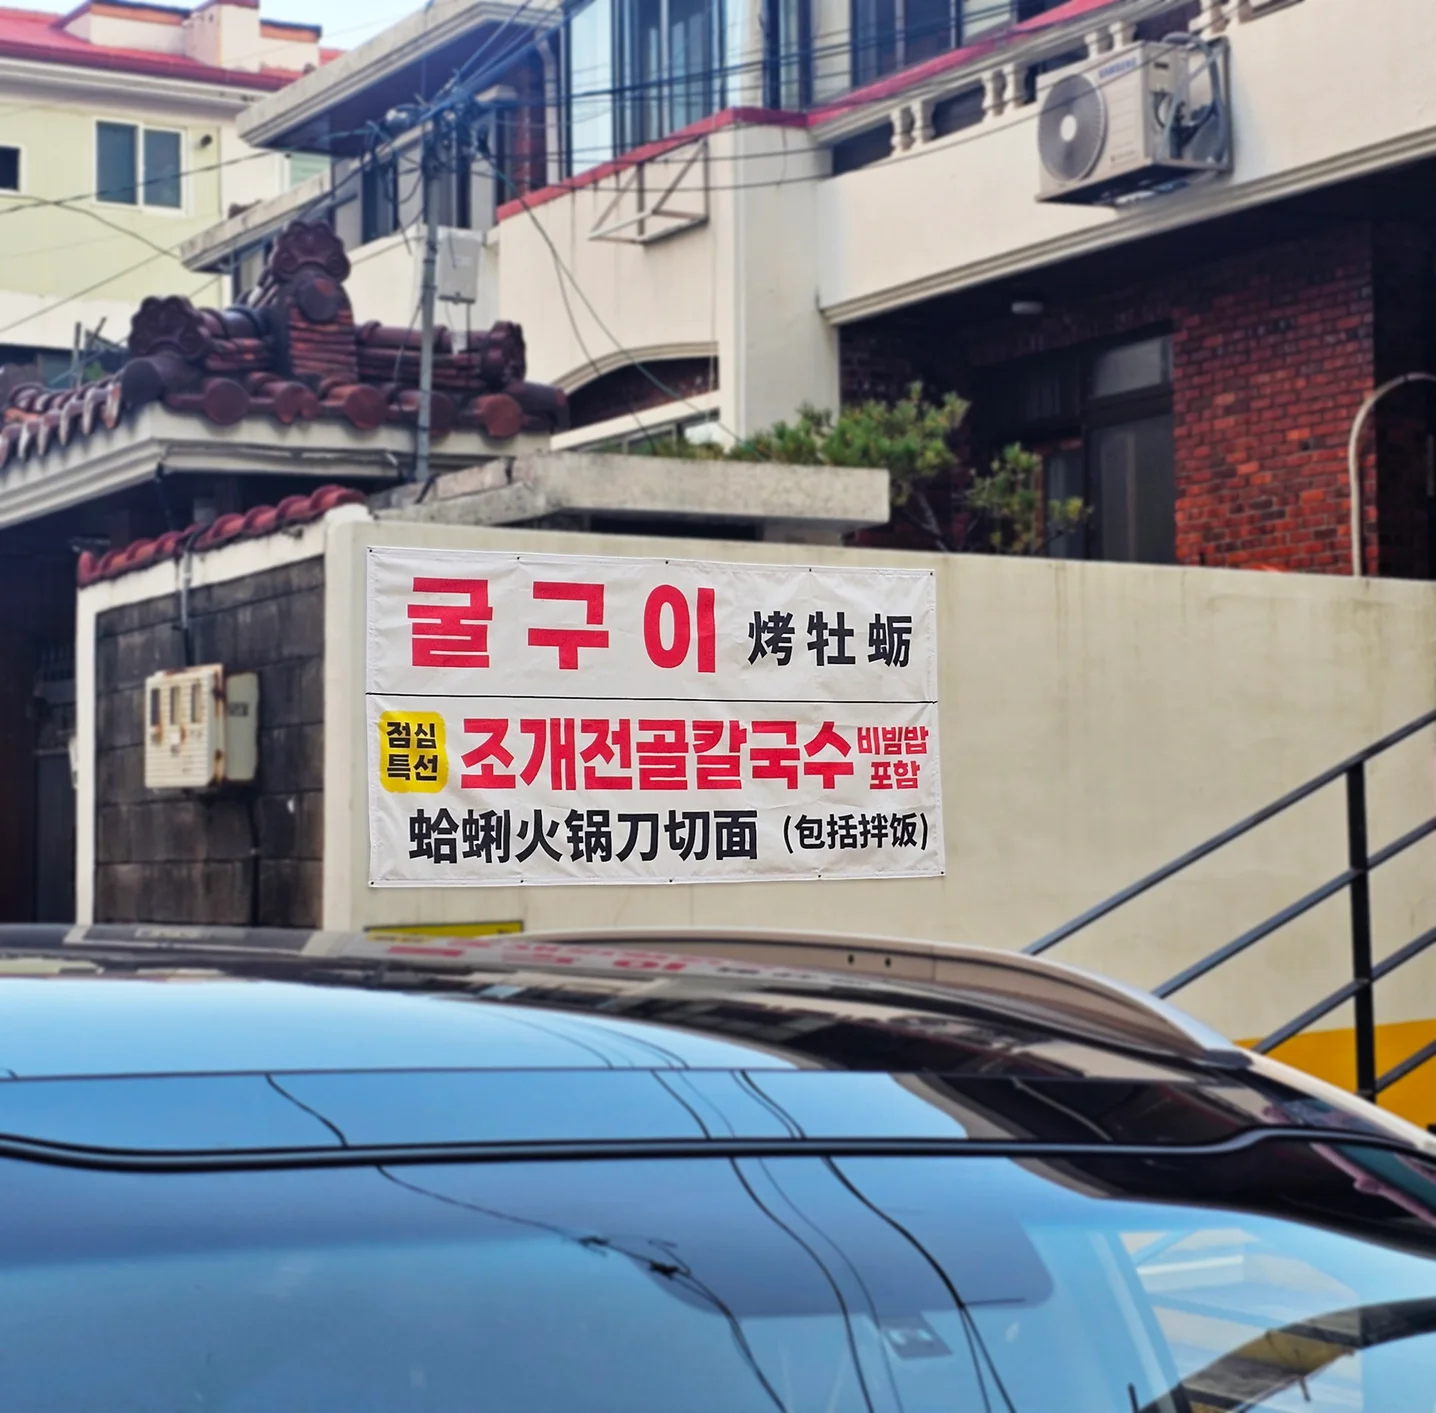 SAMSUNG
굴구이 烤牡蛎
점심
특선
조개전골칼국수
비빔밥
포함
蛤蜊火锅刀切面 (包括拌饭)